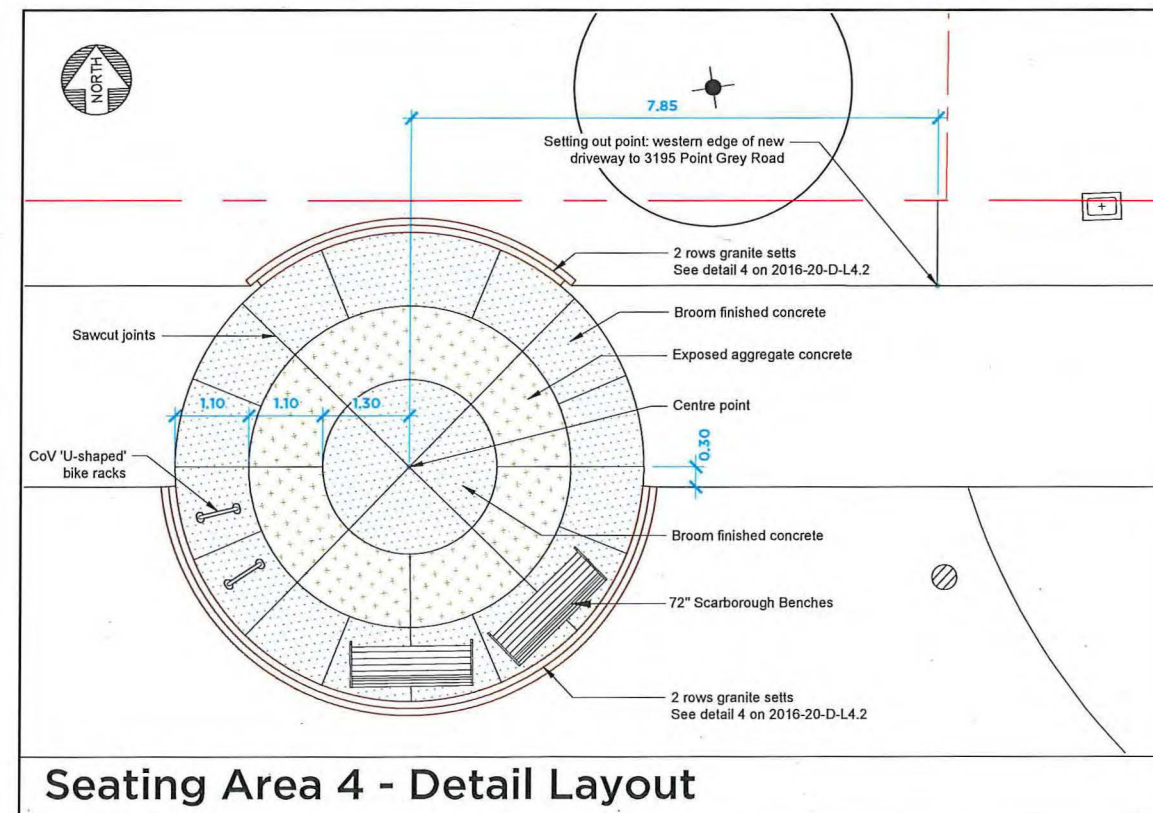 NORTH
7.85
Setting out point: western edge of new
driveway to 3195 Point Grey Road
2 rows granite setts
See detail 4 on 2016-20-D-L4.2
Broom finished concrete
Sawcut joints
Exposed aggregate concrete
1.10
1.10
1.30
Centre point
0.30
CoV 'U-shaped'
bike racks
Broom finished concrete
72" Scarborough Benches
2 rows granite setts
See detail 4 on 2016-20-D-L4.2
Seating Area 4 - Detail Layout